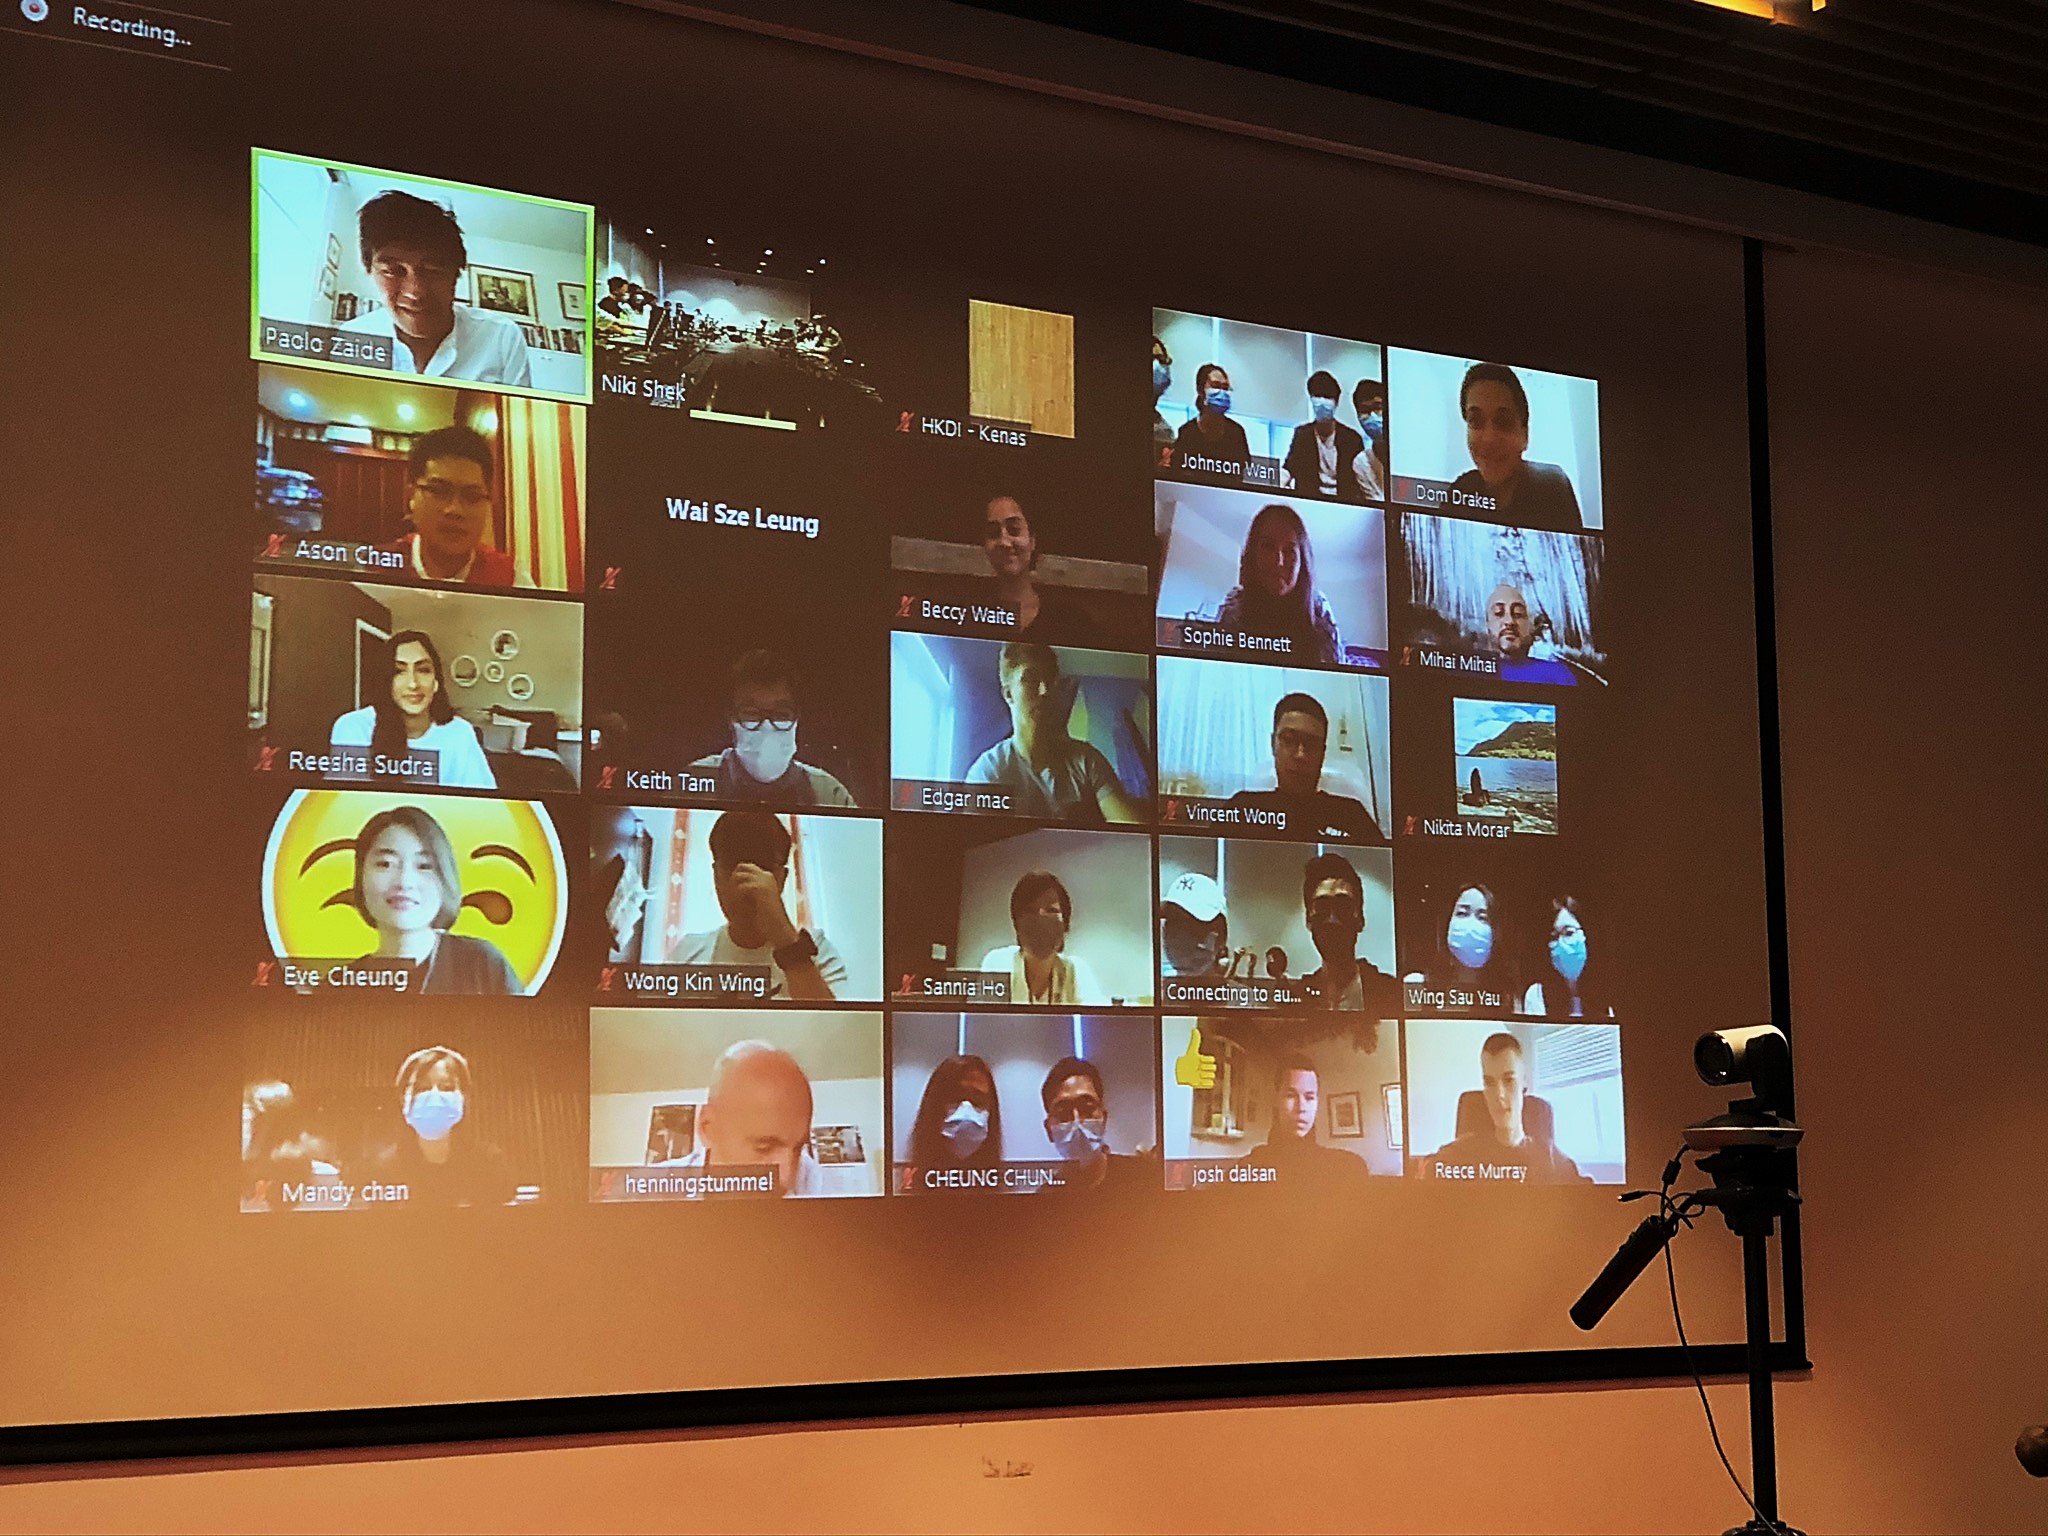 Recording...
Paolo Zaide
Niki Shek
HKDI - Kenas
Johnson Wan
Dom Drakes
Ason Chan
Wai Sze Leung
Beccy Waite
Sophie Bennett
Mihai Mihai
Reesha Sudra
Keith Tam
Edgar mac
Vincent Wong
Nikita Morar
Eve Cheung
Wong Kin Wing
Sannia Ho
NY
Connecting to au... ...
Wing Sau Yau
Mandy chan
henningstummel
CHEUNG CHUN...
josh dalsan
Reece Murray